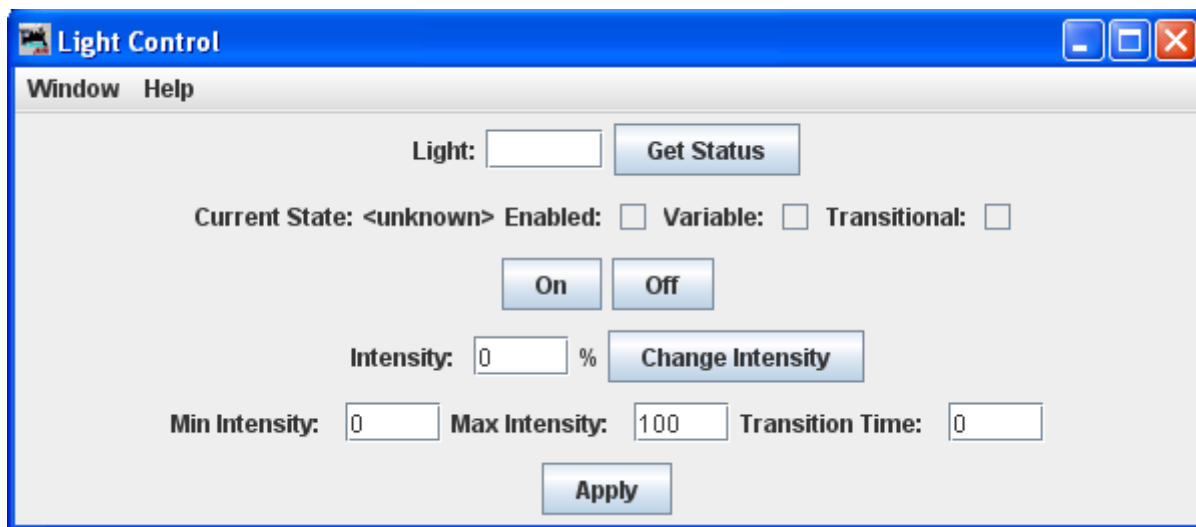 Light Control
Window Help
Light: Get Status
Current State: <unknown> Enabled: Variable: Transitional:
On Off
Intensity: 0 % Change Intensity
Min Intensity: 0 Max Intensity: 100 Transition Time: 0
Apply